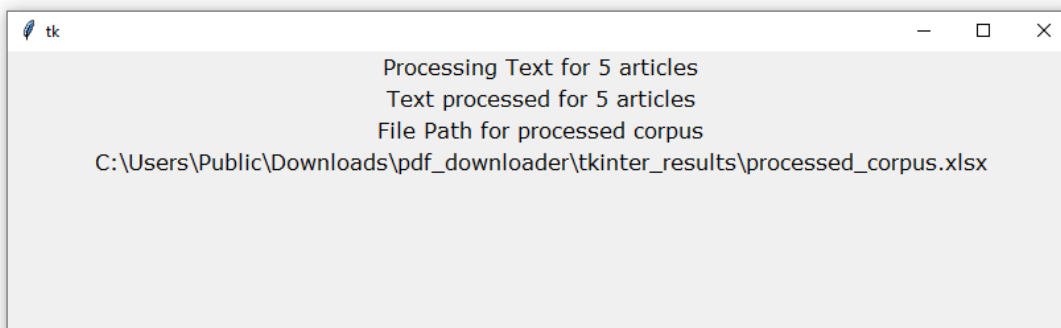 tk
Processing Text for 5 articles
Text processed for 5 articles
File Path for processed corpus
C:\Users\Public\Downloads\pdf_downloader\tkinter_results\processed_corpus.xlsx